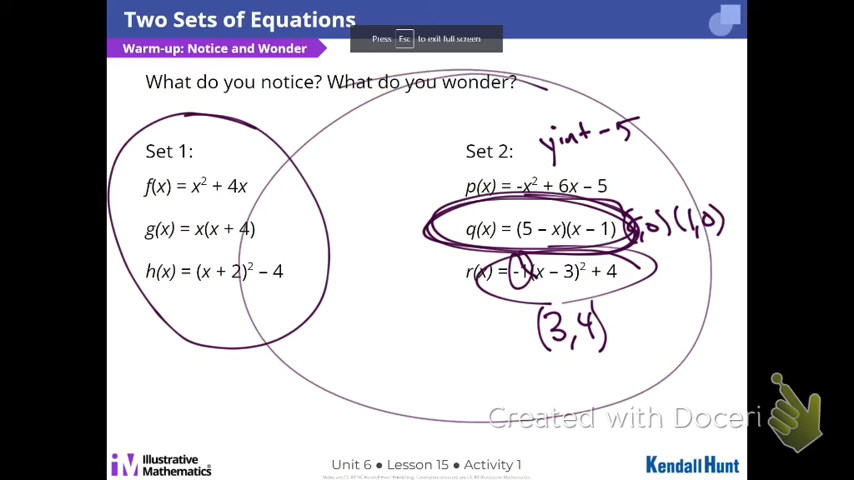 Two Sets of Equations
Press Esc to exit full screen
Warm-up: Notice and Wonder
What do you notice? What do you wonder?
Set 1:
f(x) = x² + 4x
g(x) = x(x + 4)
h(x) = (x + 2)² – 4
yint - 5
Set 2:
p(x) = -x² + 6x – 5
q(x) = (5 – x)(x – 1) (5,0)(1,0)
r(x) = -1(x – 3)² + 4
(3,4)
Created with Doceri
Illustrative
Mathematics®
Unit 6 ● Lesson 15 ● Activity 1
Kendall Hunt